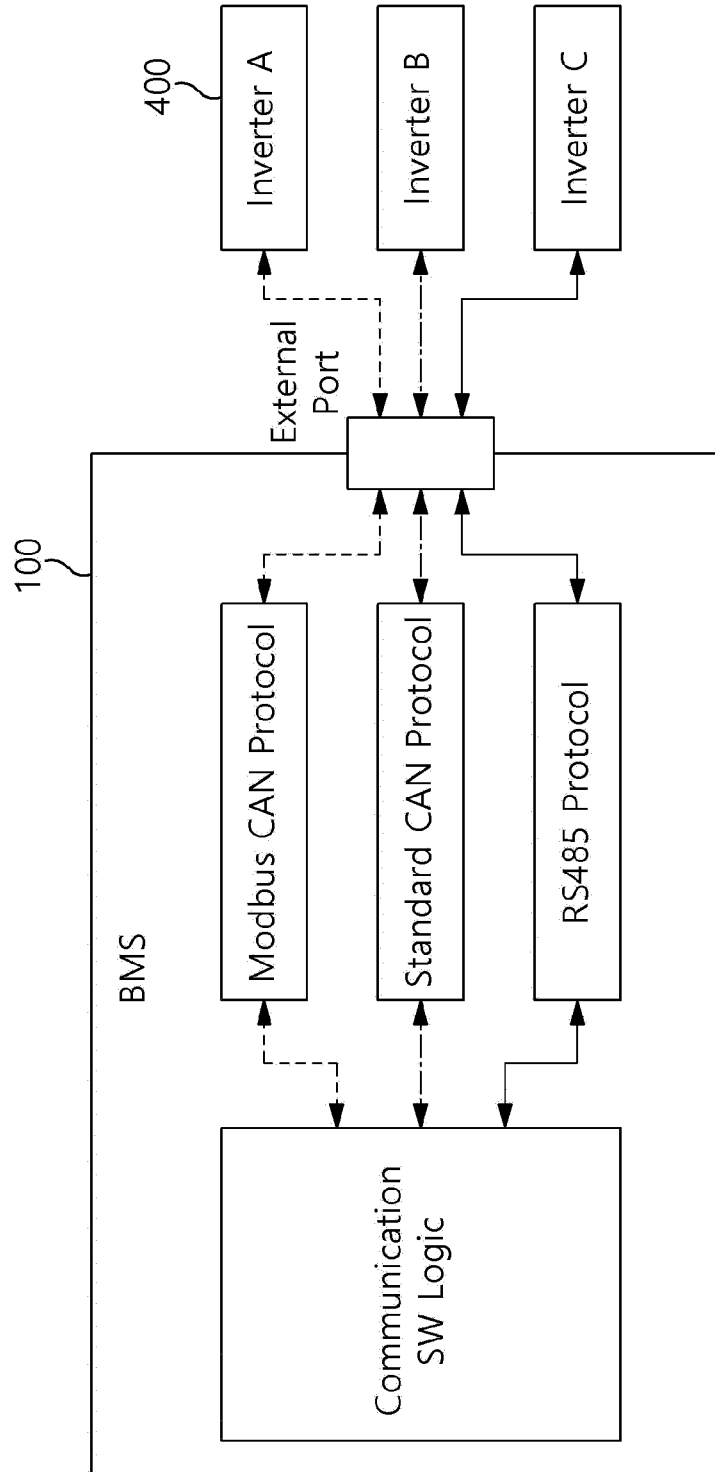 100
BMS
Communication
SW Logic
Modbus CAN Protocol
Standard CAN Protocol
RS485 Protocol
External
Port
400
Inverter A
Inverter B
Inverter C